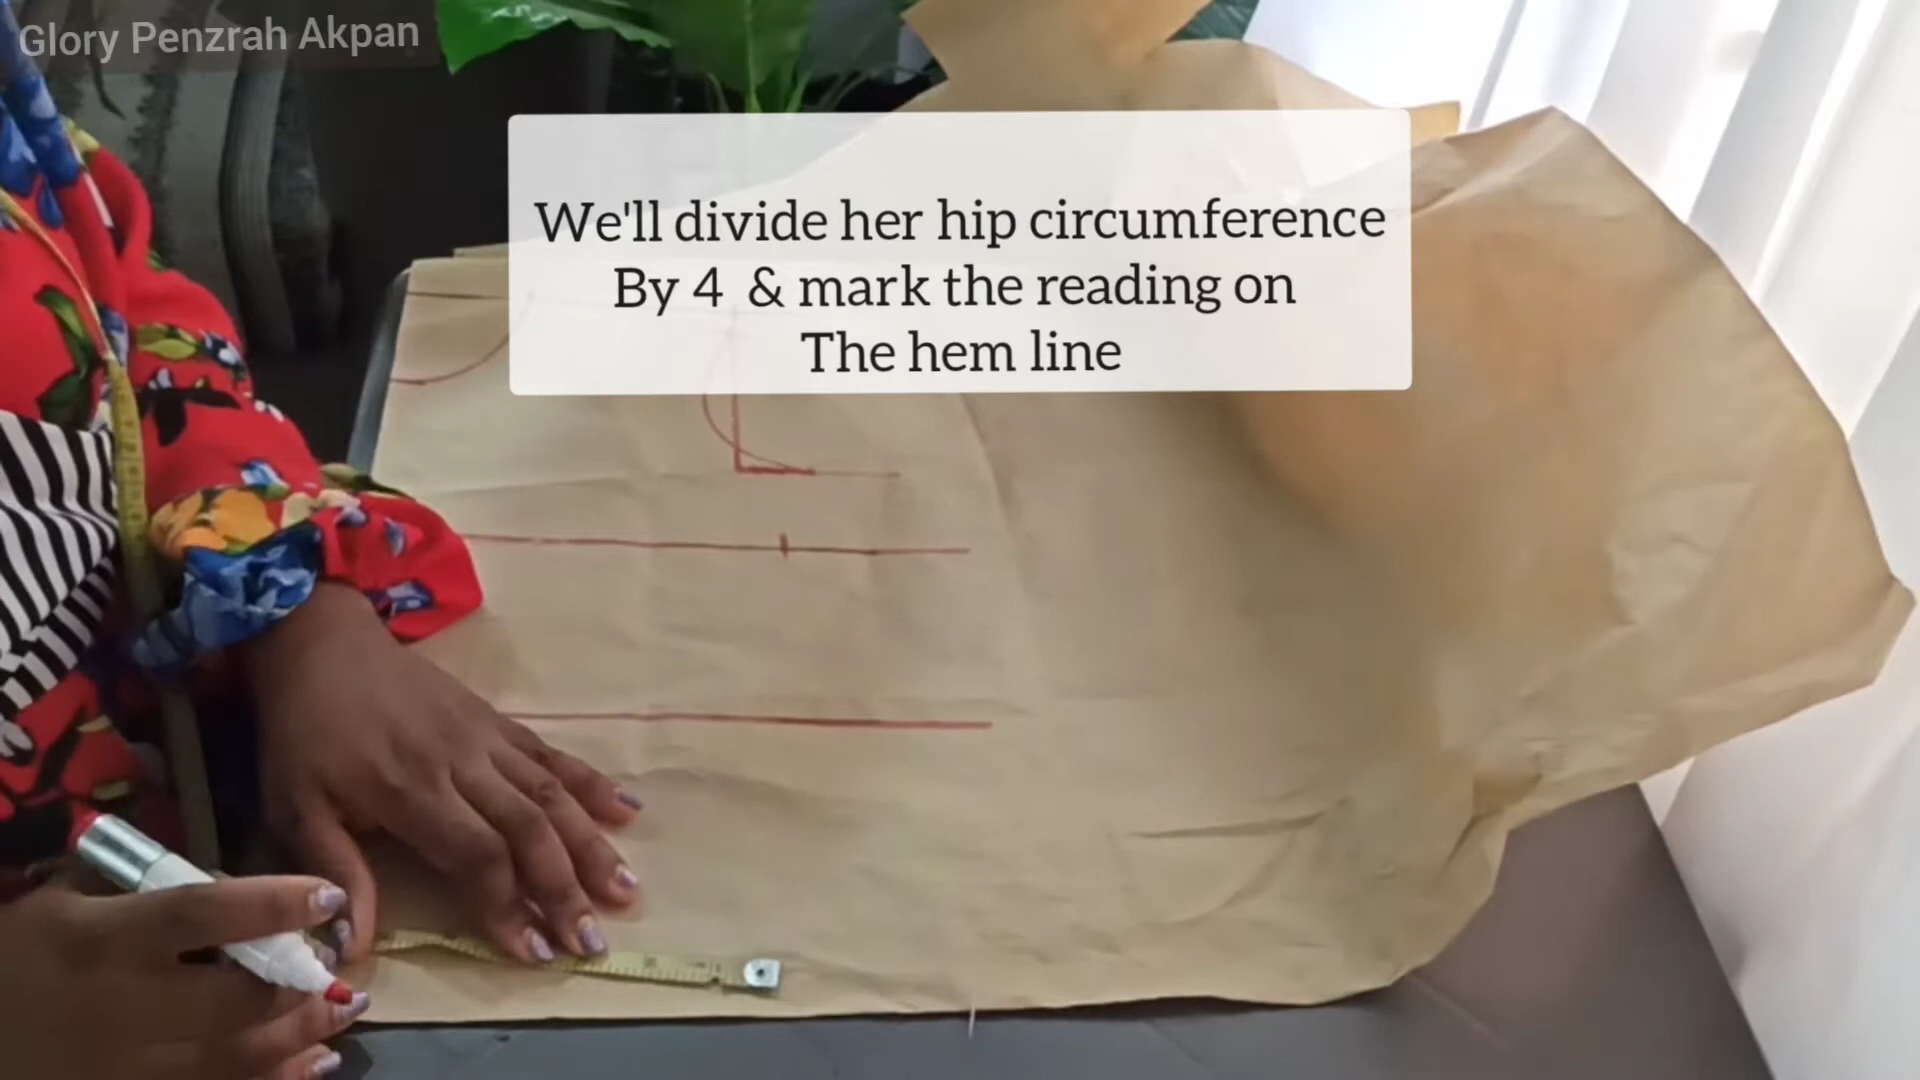 Glory Penzrah Akpan
We'll divide her hip circumference
By 4 & mark the reading on
The hem line